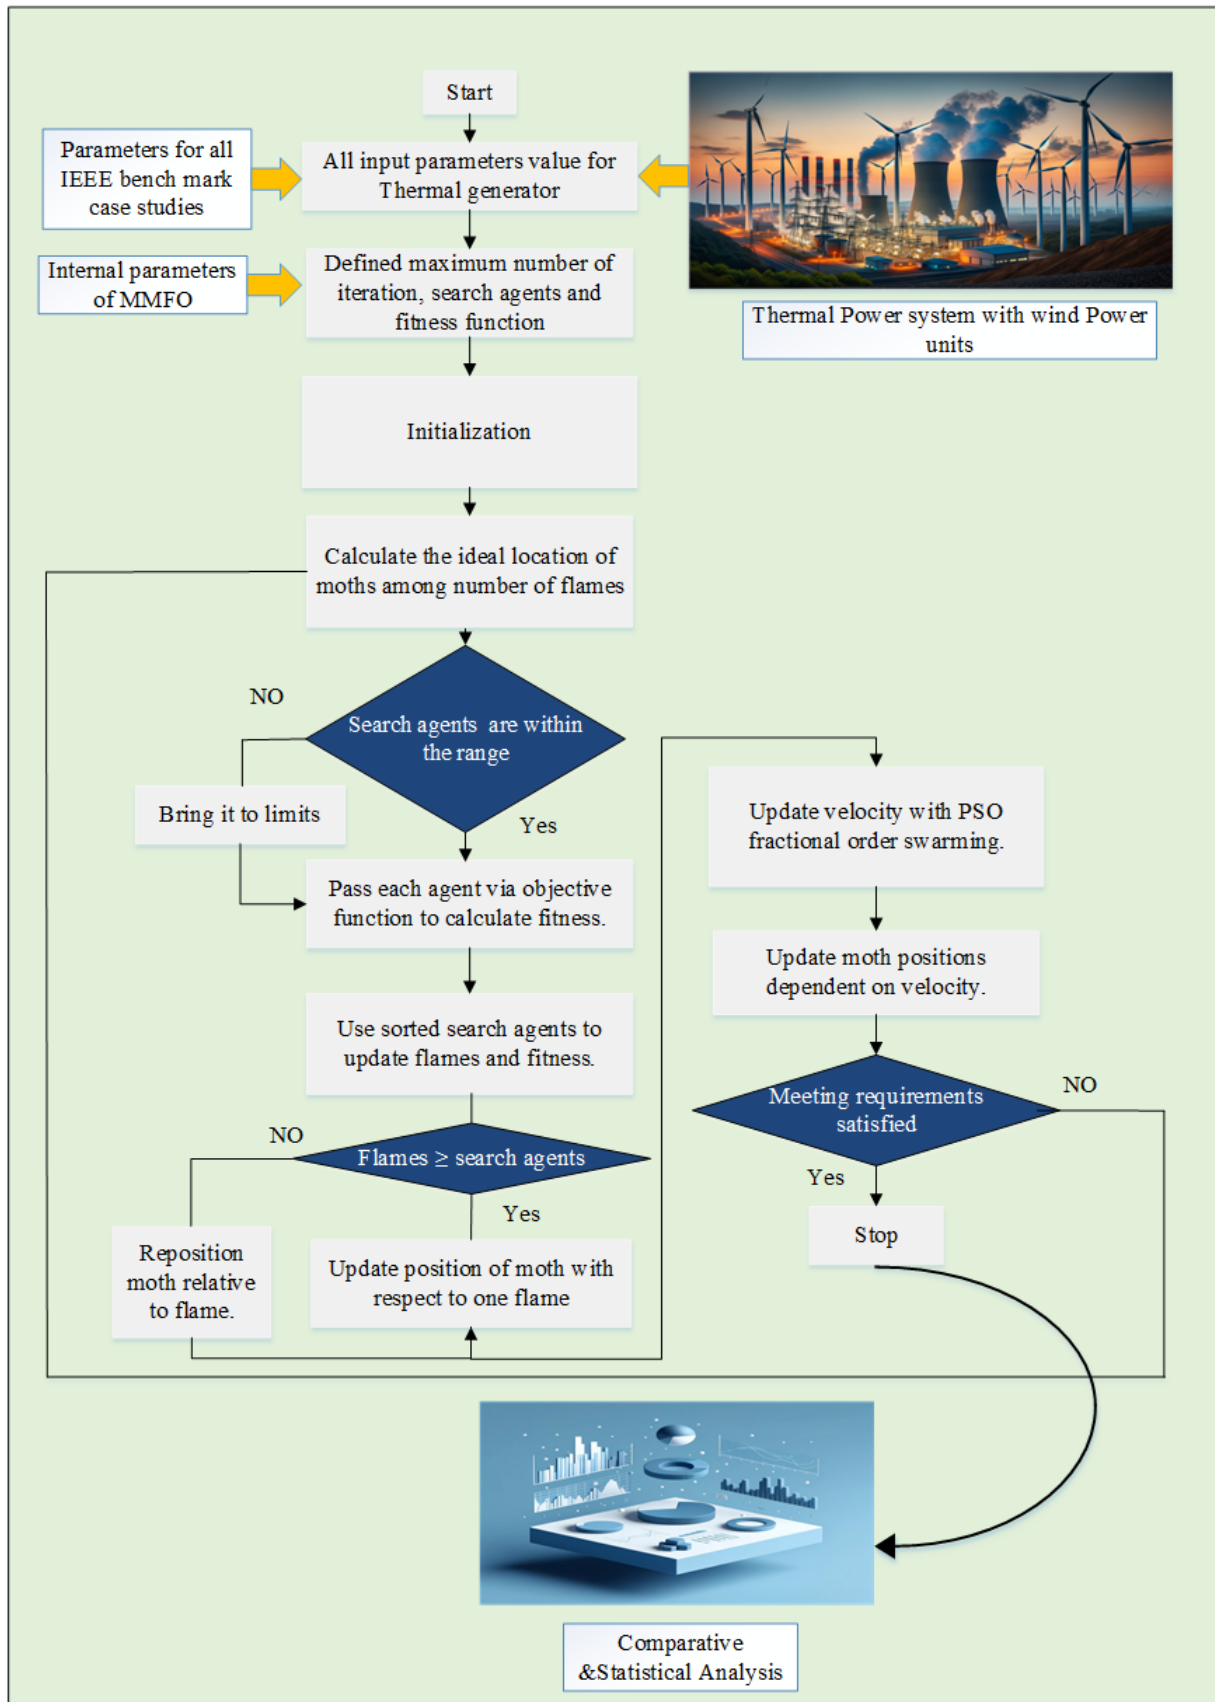 Start
Parameters for all
IEEE bench mark
case studies
All input parameters value for
Thermal generator
Internal parameters
of MMFO
Defined maximum number of
iteration, search agents and
fitness function
Thermal Power system with wind Power
units
Initialization
Calculate the ideal location of
moths among number of flames
NO
Search agents are within
the range
Bring it to limits
Yes
Pass each agent via objective
function to calculate fitness.
Use sorted search agents to
update flames and fitness.
NO
Flames ≥ search agents
Yes
Reposition
moth relative
to flame.
Update position of moth with
respect to one flame
Update velocity with PSO
fractional order swarming.
Update moth positions
dependent on velocity.
Meeting requirements
satisfied
NO
Yes
Stop
Comparative
&Statistical Analysis